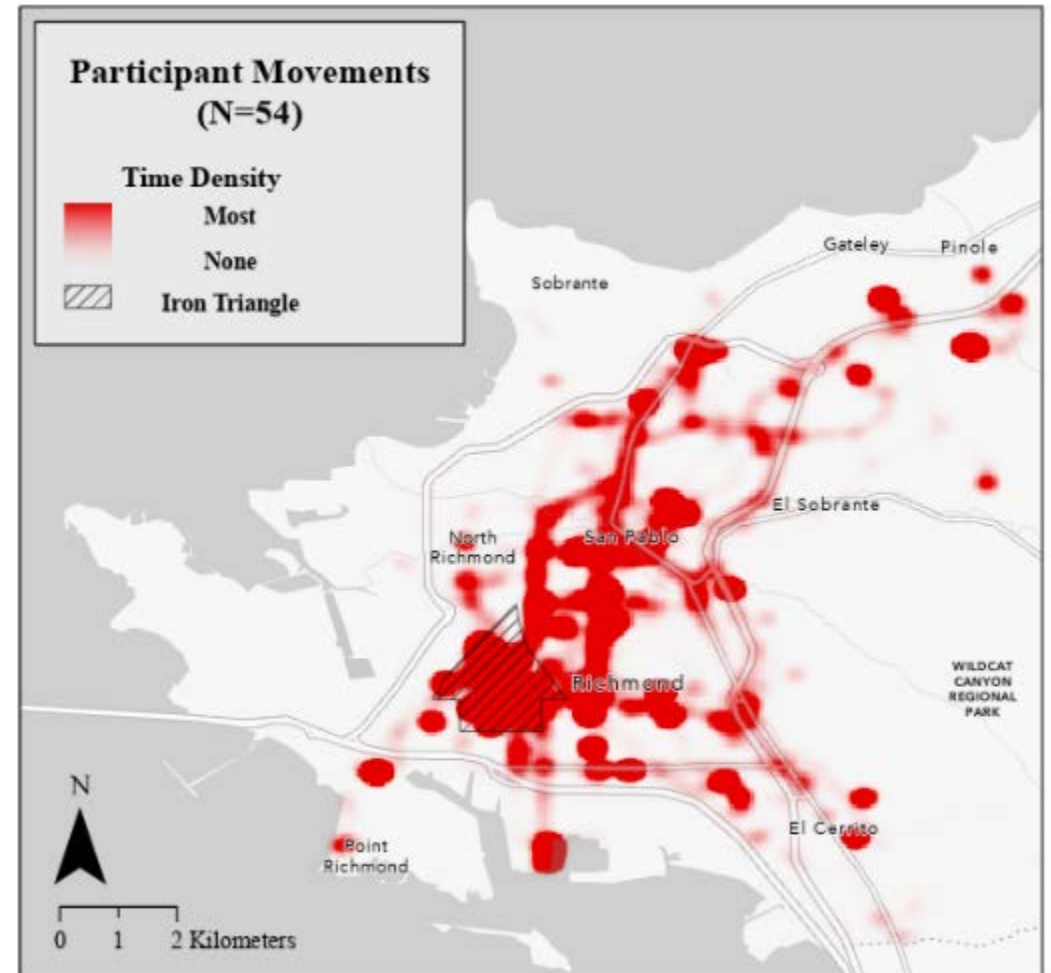 Participant Movements
(N=54)
Time Density
Most
None
Iron Triangle
Gateley
Pinole
Sobrante
El Sobrante
North
Richmond
San Pablo
Richmond
WILDCAT
CANYON
REGIONAL
PARK
N
El Cerrito
Point
Richmond
0 1 2 Kilometers